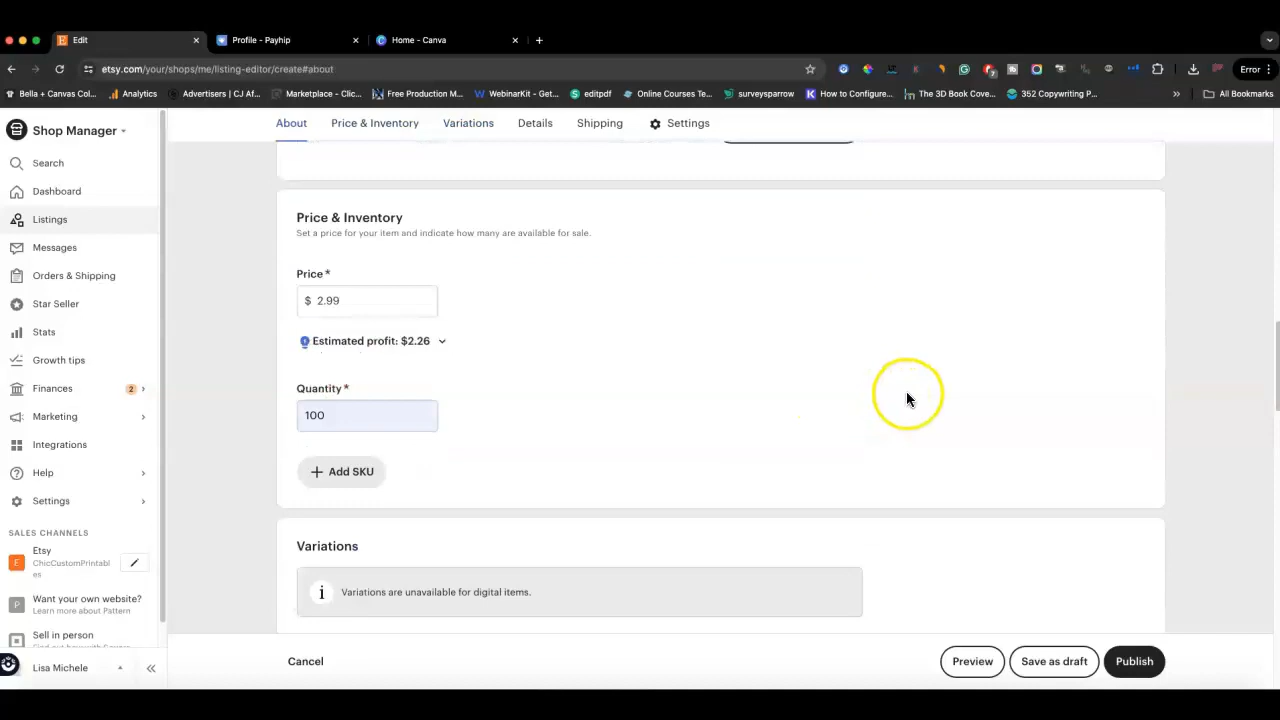 Edit
Profile - Payhip
Home - Canva
etsy.com/your/shops/me/listing-editor/create#about
Error
Bella + Canvas Col...
Analytics
Advertisers | CJ Af...
Marketplace - Clic...
Free Production M...
WebinarKit - Get...
editpdf
Online Courses Te...
surveysparrow
How to Configure...
The 3D Book Cove...
352 Copywriting P...
All Bookmarks
Shop Manager
Search
Dashboard
Listings
Messages
Orders & Shipping
Star Seller
Stats
Growth tips
Finances 2
Marketing
Integrations
Help
Settings
SALES CHANNELS
Etsy
ChicCustomPrintabl
es
Want your own website?
Learn more about Pattern
Sell in person
Lisa Michele
About
Price & Inventory
Variations
Details
Shipping
Settings
Price & Inventory
Set a price for your item and indicate how many are available for sale.
Price *
$ 2.99
Estimated profit: $2.26
Quantity *
100
Add SKU
Variations
Variations are unavailable for digital items.
Cancel
Preview
Save as draft
Publish